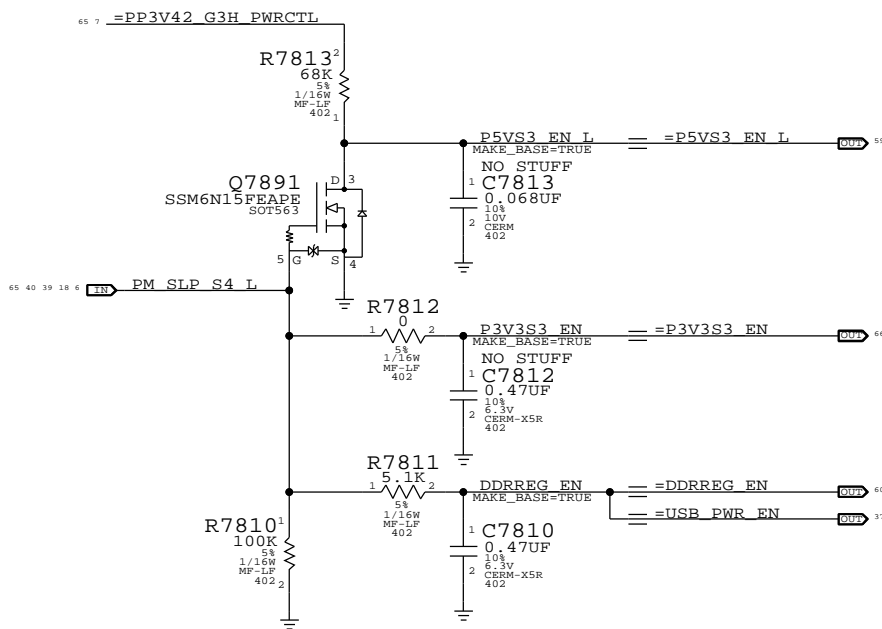 65 7 =PP3V42_G3H_PWRCTL
R7813 2
68K
5%
1/16W
MF-LF
402
1
P5VS3_EN_L =P5VS3_EN_L OUT 59
MAKE_BASE=TRUE
NO STUFF
1 C7813
0.068UF
10%
2 10V
CERM
402
Q7891
SSM6N15FEAPE
SOT563
D 3
5 G S 4
65 40 39 18 6 IN PM_SLP_S4_L
R7812
0
1 2
5%
1/16W
MF-LF
402
P3V3S3_EN =P3V3S3_EN OUT 66
MAKE_BASE=TRUE
NO STUFF
1 C7812
0.47UF
10%
2 6.3V
CERM-X5R
402
R7811
5.1K
1 2
5%
1/16W
MF-LF
402
DDRREG_EN =DDRREG_EN OUT 60
MAKE_BASE=TRUE
=USB_PWR_EN OUT 37
1 C7810
0.47UF
10%
2 6.3V
CERM-X5R
402
R7810 1
100K
5%
1/16W
MF-LF
402 2